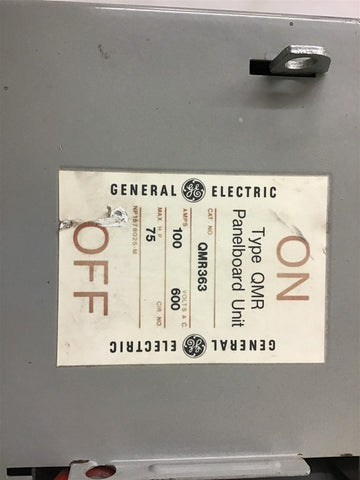 GENERAL ELECTRIC
ON
Type QMR
Panelboard Unit
CAT. NO. QMR363
AMPS 100 VOLTS A.C. 600
MAX. H.P. 75 CIR. NO.
NP1578025-M
OFF
GENERAL ELECTRIC